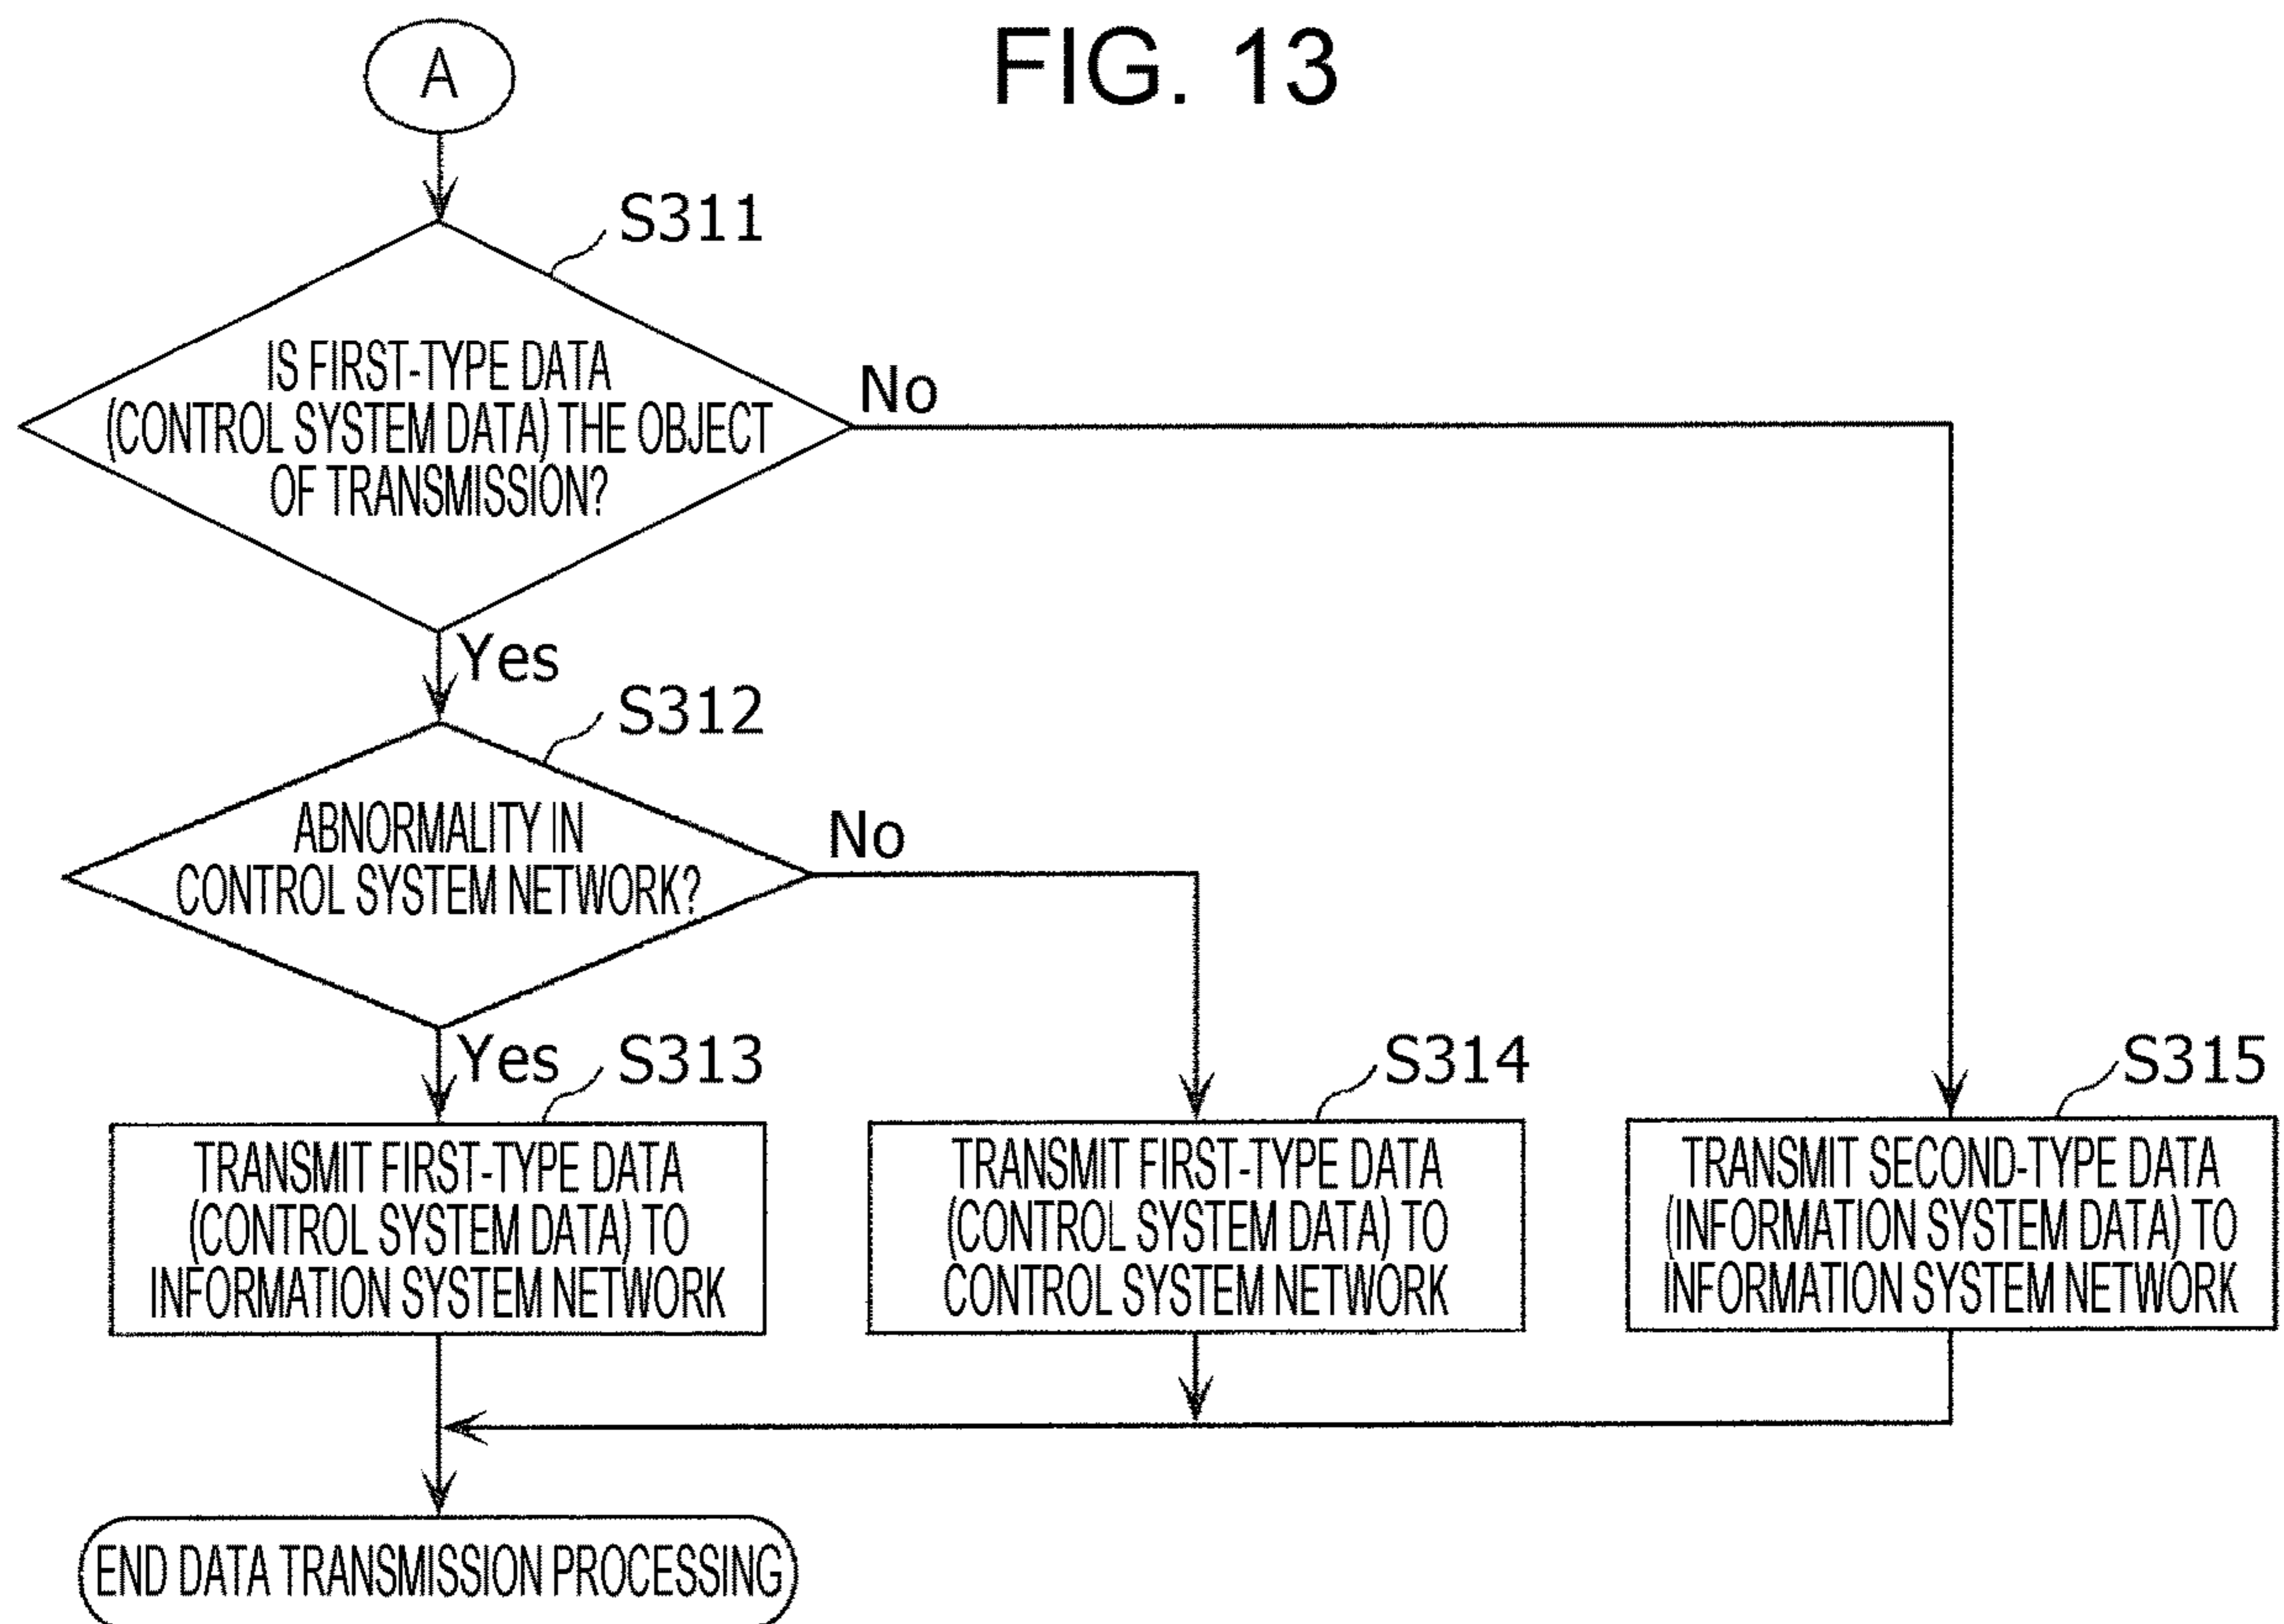 FIG. 13
A
S311
IS FIRST-TYPE DATA
(CONTROL SYSTEM DATA) THE OBJECT
OF TRANSMISSION?
No
Yes
S312
ABNORMALITY IN
CONTROL SYSTEM NETWORK?
No
Yes
S313
TRANSMIT FIRST-TYPE DATA
(CONTROL SYSTEM DATA) TO
INFORMATION SYSTEM NETWORK
S314
TRANSMIT FIRST-TYPE DATA
(CONTROL SYSTEM DATA) TO
CONTROL SYSTEM NETWORK
S315
TRANSMIT SECOND-TYPE DATA
(INFORMATION SYSTEM DATA) TO
INFORMATION SYSTEM NETWORK
END DATA TRANSMISSION PROCESSING